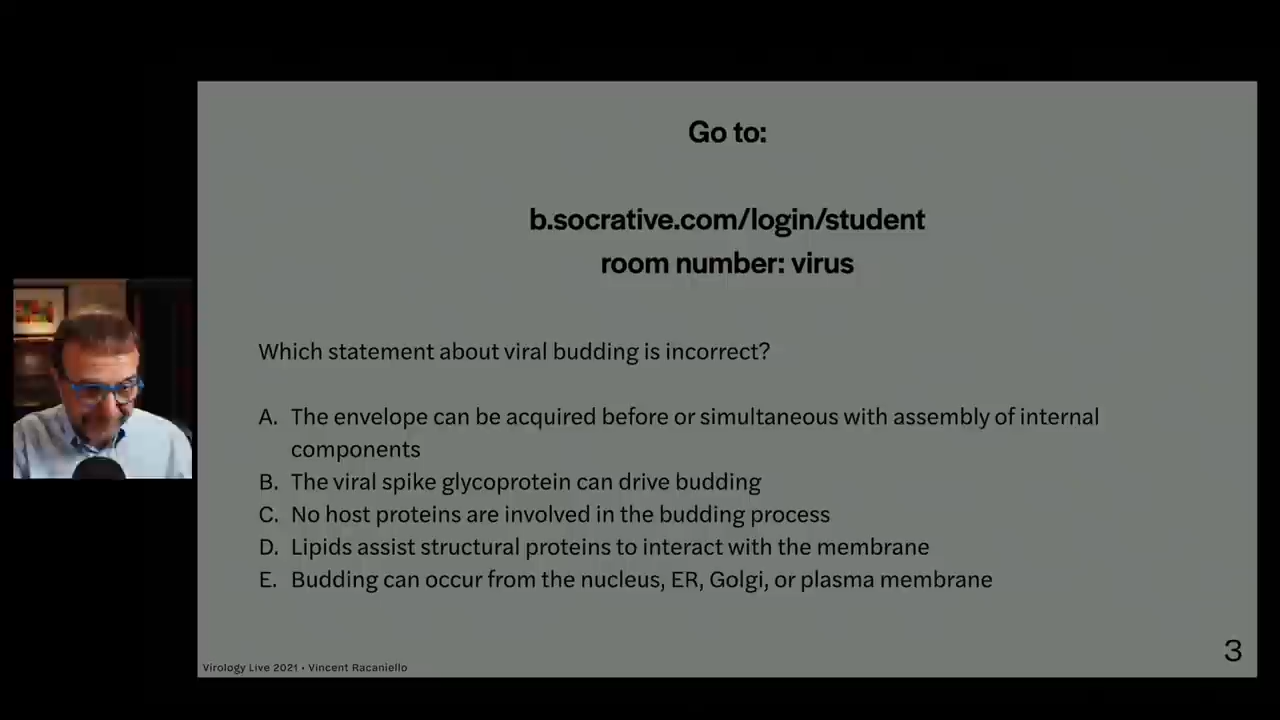 Go to:
b.socrative.com/login/student
room number: virus
Which statement about viral budding is incorrect?
A. The envelope can be acquired before or simultaneous with assembly of internal
components
B. The viral spike glycoprotein can drive budding
C. No host proteins are involved in the budding process
D. Lipids assist structural proteins to interact with the membrane
E. Budding can occur from the nucleus, ER, Golgi, or plasma membrane
3
Virology Live 2021 • Vincent Racaniello